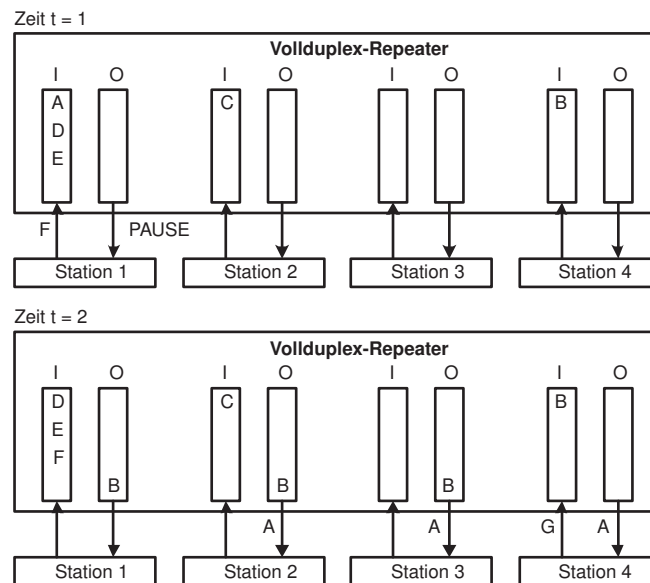 Zeit t = 1
Vollduplex-Repeater
I O I O I O I O
A C B
D
E
F PAUSE
Station 1 Station 2 Station 3 Station 4
Zeit t = 2
Vollduplex-Repeater
I O I O I O I O
D C B
E
F
B B B
A A G A
Station 1 Station 2 Station 3 Station 4